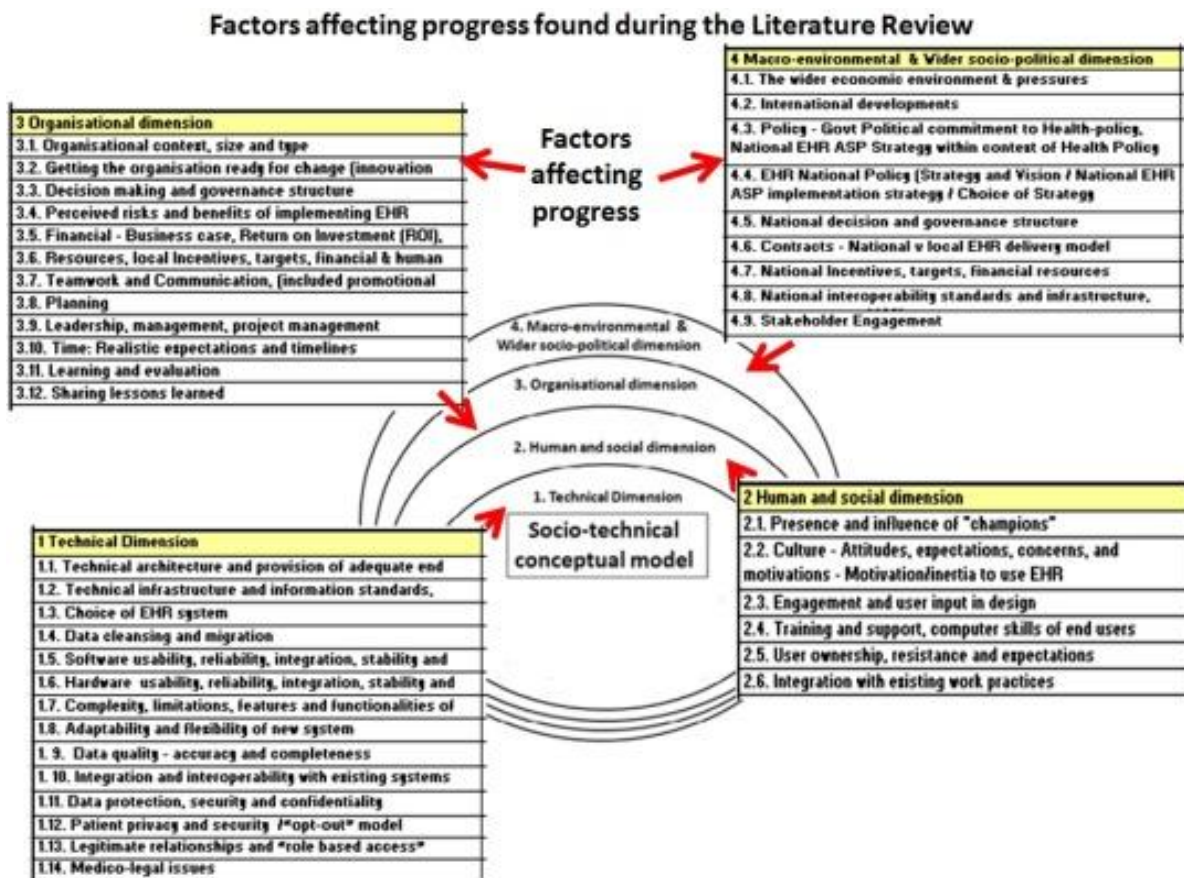 Factors affecting progress found during the Literature Review
3 Organisational dimension
3.1. Organisational context, size and type
3.2. Getting the organisation ready for change (innovation
3.3. Decision making and governance structure
3.4. Perceived risks and benefits of implementing EHR
3.5. Financial - Business case, Return on Investment (ROI),
3.6. Resources, local Incentives, targets, financial & human
3.7. Teamwork and Communication, (included promotional
3.8. Planning
3.9. Leadership, management, project management
3.10. Time: Realistic expectations and timelines
3.11. Learning and evaluation
3.12. Sharing lessons learned
Factors
affecting
progress
4 Macro-environmental & Wider socio-political dimension
4.1. The wider economic environment & pressures
4.2. International developments
4.3. Policy - Govt Political commitment to Health-policy,
National EHR ASP Strategy within context of Health Policy
4.4. EHR National Policy (Strategy and Vision / National EHR
ASP implementation strategy / Choice of Strategy
4.5. National decision and governance structure
4.6. Contracts - National v local EHR delivery model
4.7. National Incentives, targets, financial resources
4.8. National interoperability standards and infrastructure,
4.9. Stakeholder Engagement
4. Macro-environmental &
Wider socio-political dimension
3. Organisational dimension
2. Human and social dimension
1. Technical Dimension
Socio-technical
conceptual model
1 Technical Dimension
1.1. Technical architecture and provision of adequate end
1.2. Technical infrastructure and information standards,
1.3. Choice of EHR system
1.4. Data cleansing and migration
1.5. Software usability, reliability, integration, stability and
1.6. Hardware usability, reliability, integration, stability and
1.7. Complexity, limitations, features and functionalities of
1.8. Adaptability and flexibility of new system
1. 9. Data quality - accuracy and completeness
1. 10. Integration and interoperability with existing systems
1.11. Data protection, security and confidentiality
1.12. Patient privacy and security /"opt-out" model
1.13. Legitimate relationships and "role based access"
1.14. Medico-legal issues
2 Human and social dimension
2.1. Presence and influence of "champions"
2.2. Culture - Attitudes, expectations, concerns, and
motivations - Motivation/inertia to use EHR
2.3. Engagement and user input in design
2.4. Training and support, computer skills of end users
2.5. User ownership, resistance and expectations
2.6. Integration with existing work practices